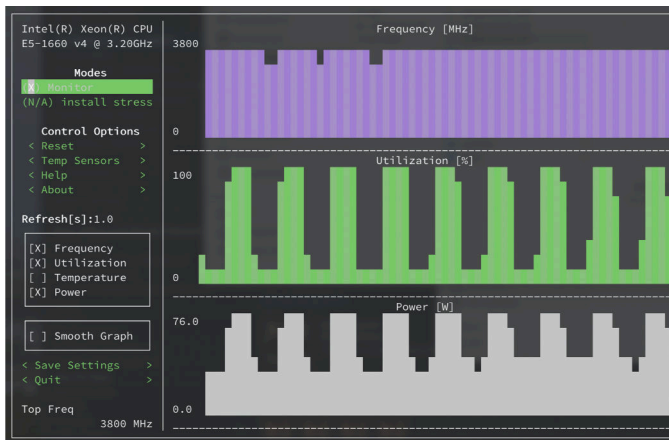 Intel(R) Xeon(R) CPU
E5-1660 v4 @ 3.20GHz
Modes
(X) Monitor
(N/A) install stress
Control Options
< Reset >
< Temp Sensors >
< Help >
< About >
Refresh[s]:1.0
[X] Frequency
[X] Utilization
[ ] Temperature
[X] Power
[ ] Smooth Graph
< Save Settings >
< Quit >
Top Freq
3800 MHz
Frequency [MHz]
3800
0
Utilization [%]
100
0
Power [W]
76.0
0.0